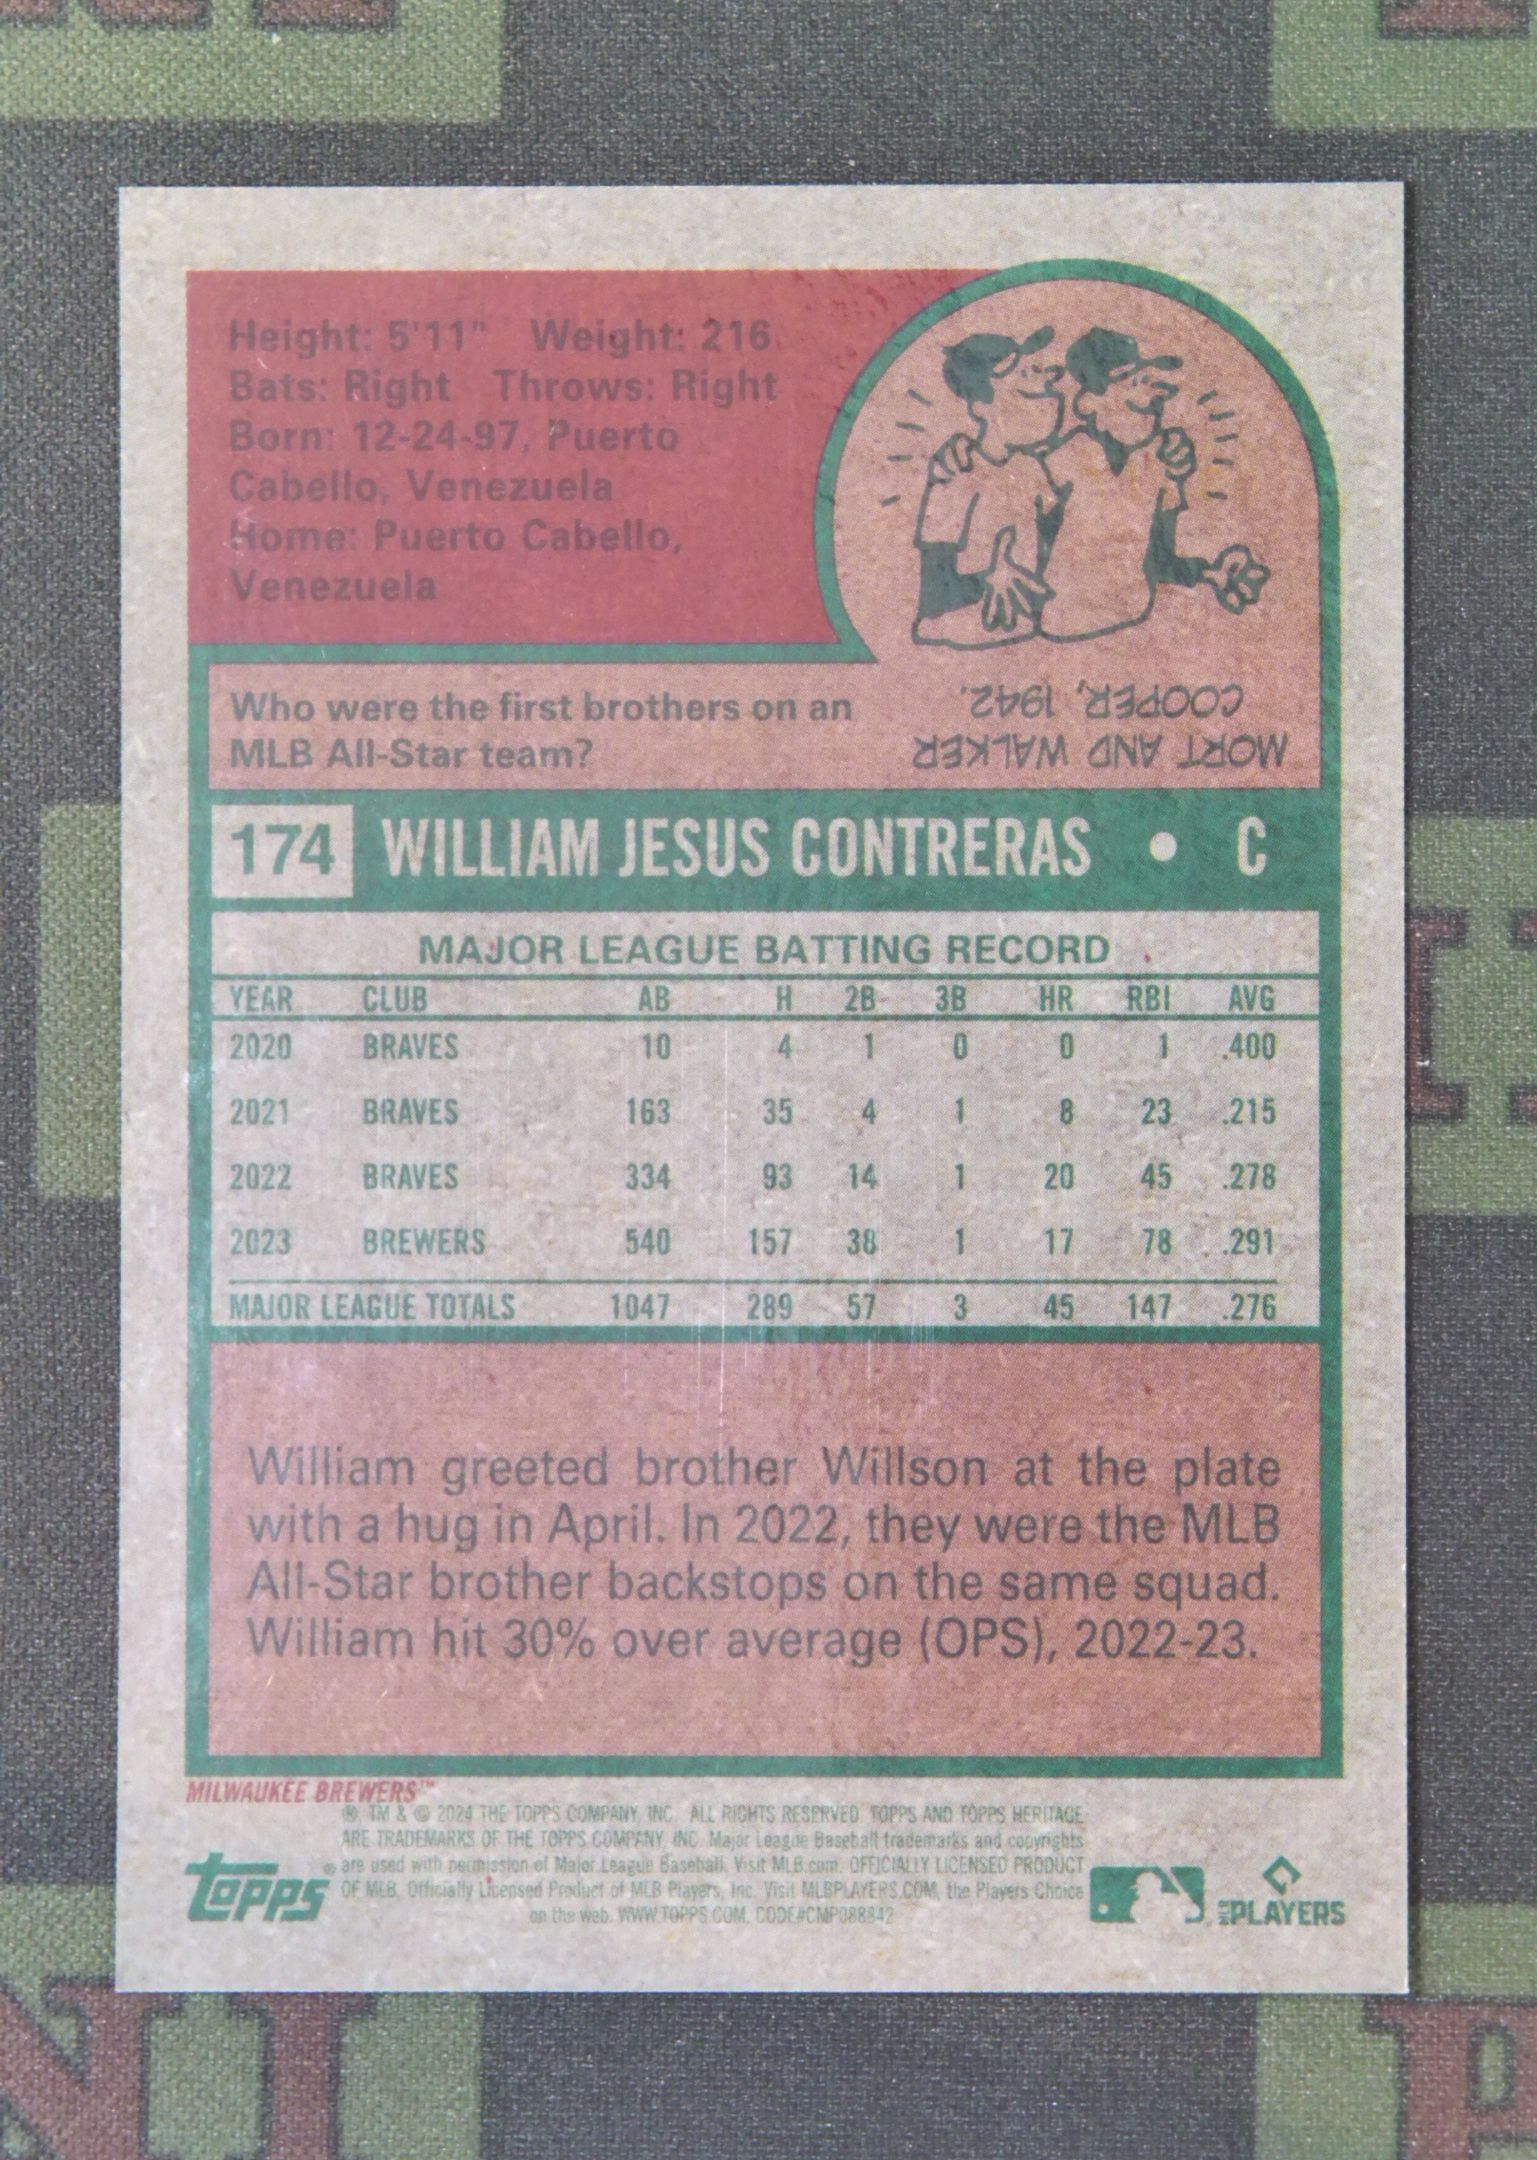 Height: 5'11" Weight: 216
Bats: Right Throws: Right
Born: 12-24-97, Puerto
Cabello, Venezuela
Home: Puerto Cabello,
Venezuela
Who were the first brothers on an
MLB All-Star team?
MORT AND WALKER
COOPER, 1942.
174 WILLIAM JESUS CONTRERAS • C
MAJOR LEAGUE BATTING RECORD
YEAR CLUB AB H 2B 3B HR RBI AVG
2020 BRAVES 10 4 1 0 0 1 .400
2021 BRAVES 163 35 4 1 8 23 .215
2022 BRAVES 334 93 14 1 20 45 .278
2023 BREWERS 540 157 38 1 17 78 .291
MAJOR LEAGUE TOTALS 1047 289 57 3 45 147 .276
William greeted brother Willson at the plate
with a hug in April. In 2022, they were the MLB
All-Star brother backstops on the same squad.
William hit 30% over average (OPS), 2022-23.
MILWAUKEE BREWERS™
®, TM & © 2024 THE TOPPS COMPANY, INC. ALL RIGHTS RESERVED. TOPPS AND TOPPS HERITAGE
ARE TRADEMARKS OF THE TOPPS COMPANY, INC. Major League Baseball trademarks and copyrights
are used with permission of Major League Baseball. Visit MLB.com. OFFICIALLY LICENSED PRODUCT
OF MLB. Officially Licensed Product of MLB Players, Inc. Visit MLBPLAYERS.COM, the Players Choice
on the web. WWW.TOPPS.COM. CODE#CMP088842
topps ®
MLB PLAYERS